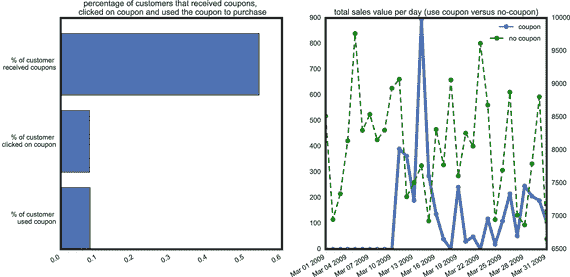 percentage of customers that received coupons,
clicked on coupon and used the coupon to purchase
% of customer
received coupons
% of customer
clicked on coupon
% of customer
used coupon
0.0 0.1 0.2 0.3 0.4 0.5 0.6
total sales value per day (use coupon versus no-coupon)
coupon
no coupon
900
800
700
600
500
400
300
200
100
0
10000
9500
9000
8500
8000
7500
7000
6500
Mar 01 2009
Mar 04 2009
Mar 07 2009
Mar 10 2009
Mar 13 2009
Mar 16 2009
Mar 19 2009
Mar 22 2009
Mar 25 2009
Mar 28 2009
Mar 31 2009